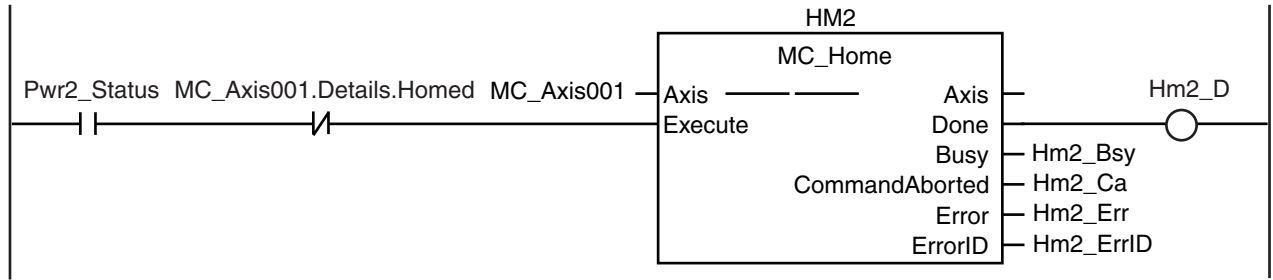 HM2
MC_Home
Pwr2_Status MC_Axis001.Details.Homed MC_Axis001 Axis Axis Hm2_D
Execute Done
Busy Hm2_Bsy
CommandAborted Hm2_Ca
Error Hm2_Err
ErrorID Hm2_ErrID